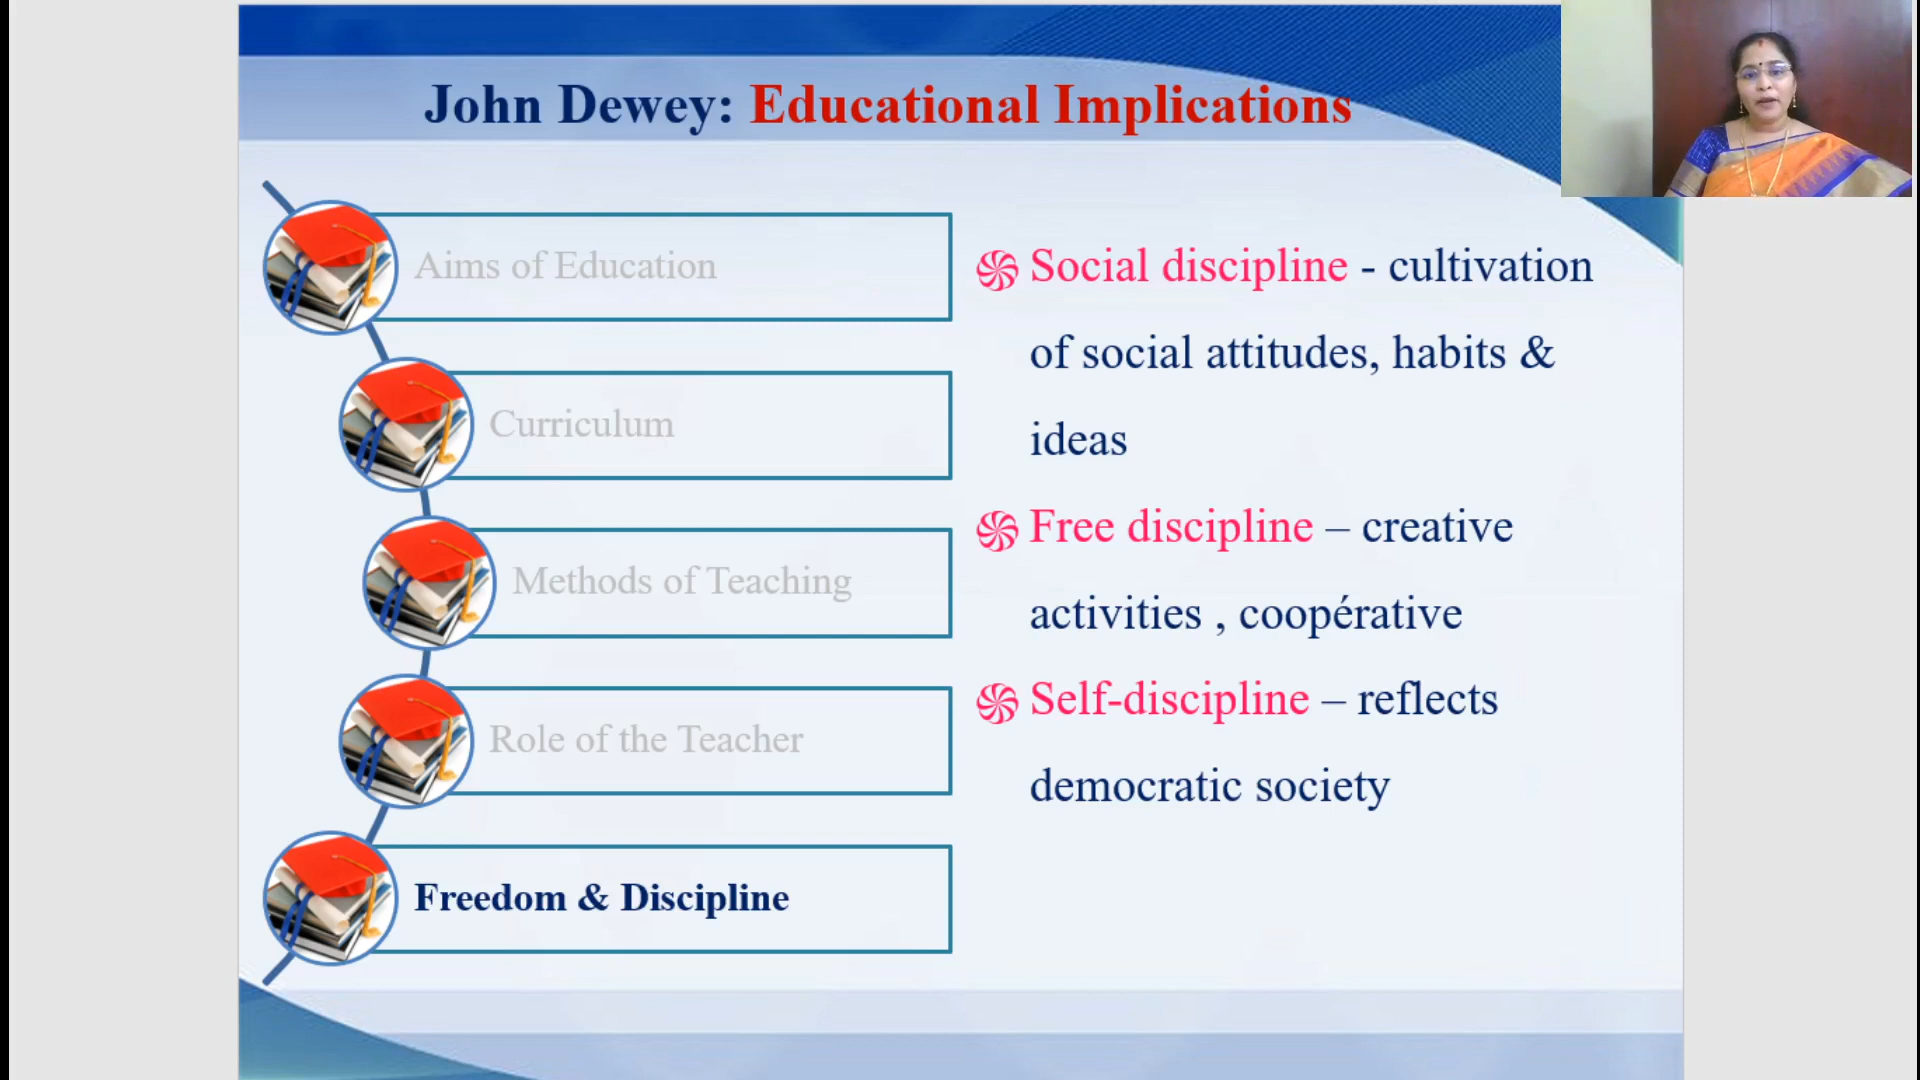 John Dewey: Educational Implications
Aims of Education
Curriculum
Methods of Teaching
Role of the Teacher
Freedom & Discipline
Social discipline - cultivation
of social attitudes, habits &
ideas
Free discipline – creative
activities , coopérative
Self-discipline – reflects
democratic society